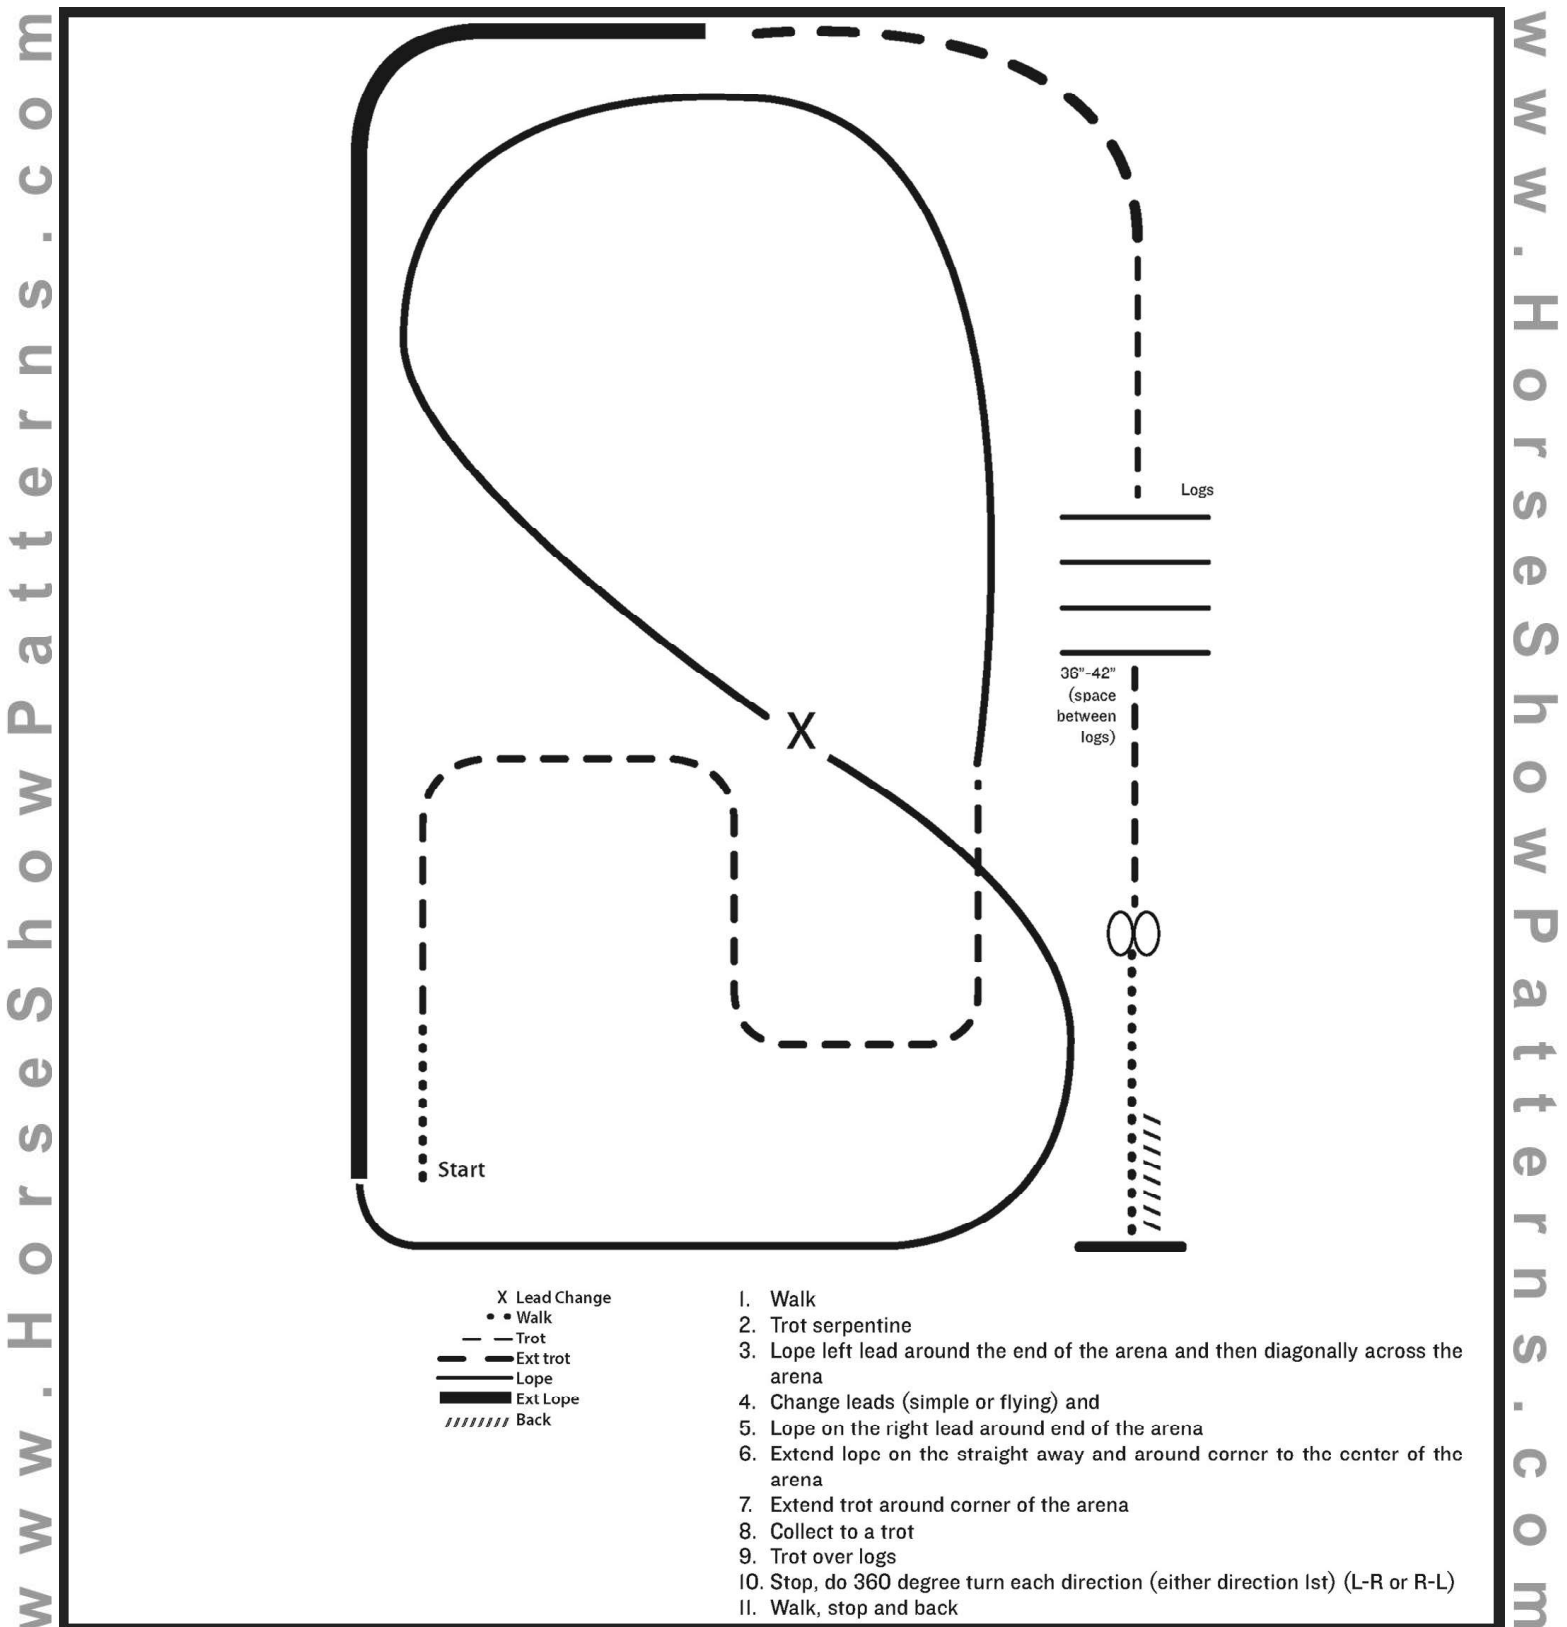 www.HorseShowPatterns.com
www.HorseShowPatterns.com
Logs
36"-42"
(space
between
logs)
X
Start
X Lead Change
Walk
Trot
Ext trot
Lope
Ext Lope
Back
1. Walk
2. Trot serpentine
3. Lope left lead around the end of the arena and then diagonally across the
arena
4. Change leads (simple or flying) and
5. Lope on the right lead around end of the arena
6. Extend lope on the straight away and around corner to the center of the
arena
7. Extend trot around corner of the arena
8. Collect to a trot
9. Trot over logs
10. Stop, do 360 degree turn each direction (either direction 1st) (L-R or R-L)
11. Walk, stop and back